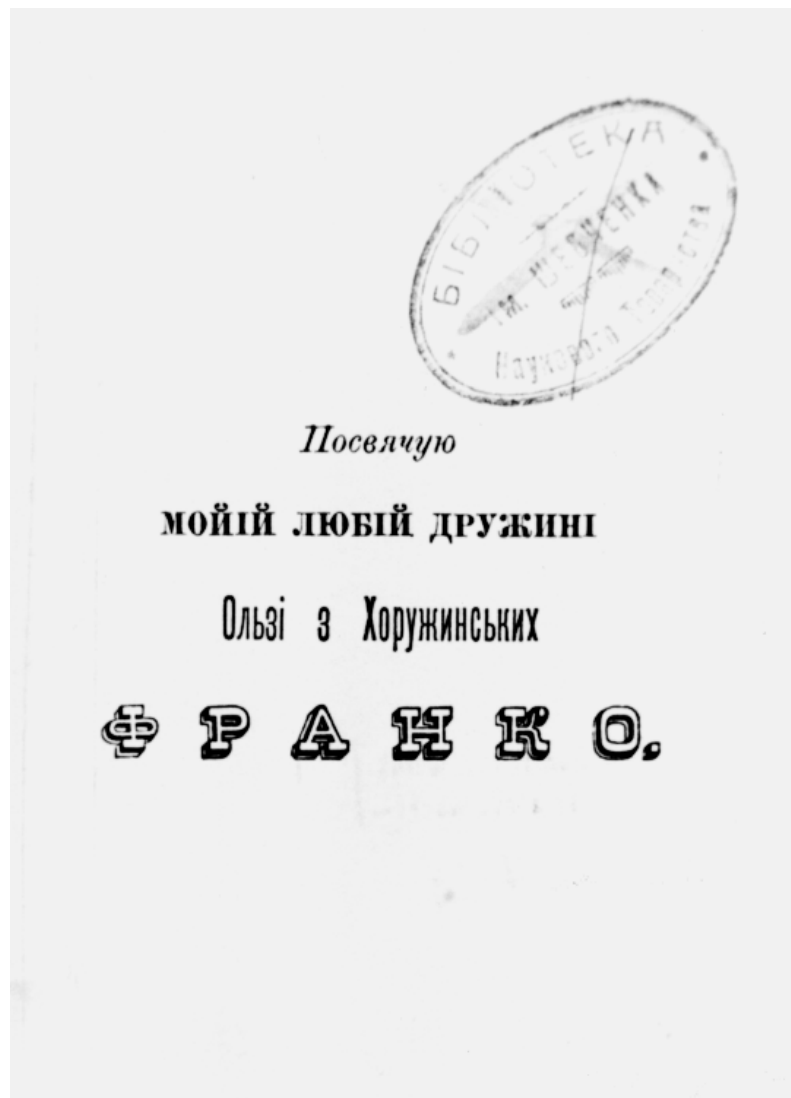 БІБЛІОТЕКА
ім. ШЕВЧЕНКА
Наукового Товариства
Посвячую
МОЙІЙ ЛЮБІЙ ДРУЖИНІ
Ользі з Хоружинських
ФРАНКО,